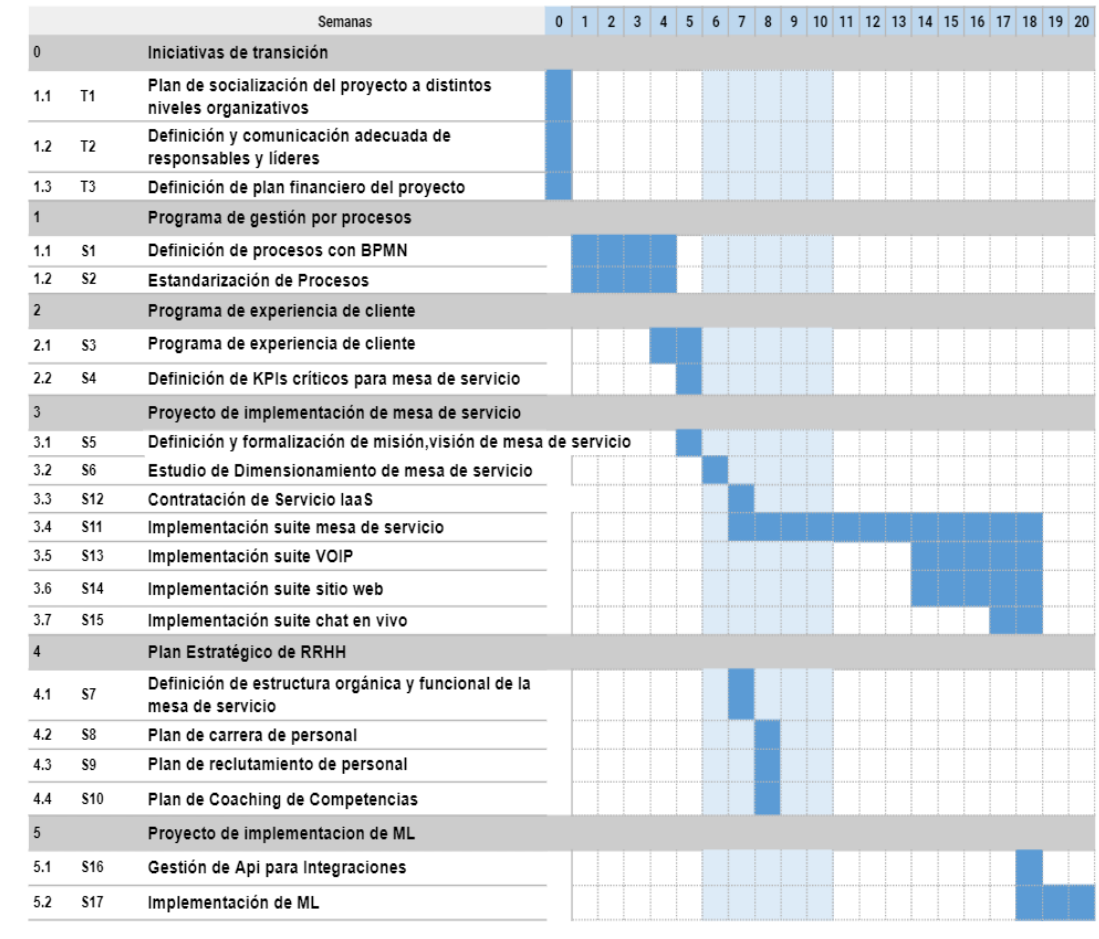 Semanas 0 1 2 3 4 5 6 7 8 9 10 11 12 13 14 15 16 17 18 19 20
0 Iniciativas de transición
1.1 T1 Plan de socialización del proyecto a distintos
niveles organizativos
1.2 T2 Definición y comunicación adecuada de
responsables y líderes
1.3 T3 Definición de plan financiero del proyecto
1 Programa de gestión por procesos
1.1 S1 Definición de procesos con BPMN
1.2 S2 Estandarización de Procesos
2 Programa de experiencia de cliente
2.1 S3 Programa de experiencia de cliente
2.2 S4 Definición de KPIs críticos para mesa de servicio
3 Proyecto de implementación de mesa de servicio
3.1 S5 Definición y formalización de misión,visión de mesa de servicio
3.2 S6 Estudio de Dimensionamiento de mesa de servicio
3.3 S12 Contratación de Servicio IaaS
3.4 S11 Implementación suite mesa de servicio
3.5 S13 Implementación suite VOIP
3.6 S14 Implementación suite sitio web
3.7 S15 Implementación suite chat en vivo
4 Plan Estratégico de RRHH
4.1 S7 Definición de estructura orgánica y funcional de la
mesa de servicio
4.2 S8 Plan de carrera de personal
4.3 S9 Plan de reclutamiento de personal
4.4 S10 Plan de Coaching de Competencias
5 Proyecto de implementacion de ML
5.1 S16 Gestión de Api para Integraciones
5.2 S17 Implementación de ML